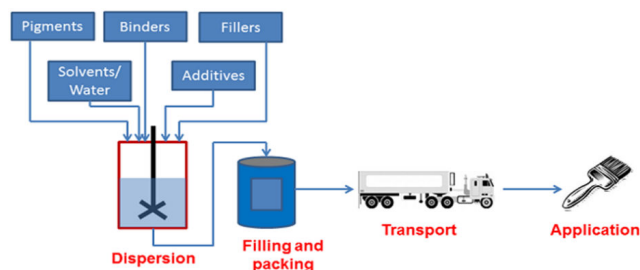 Pigments
Binders
Fillers
Solvents/
Water
Additives
Dispersion
Filling and
packing
Transport
Application